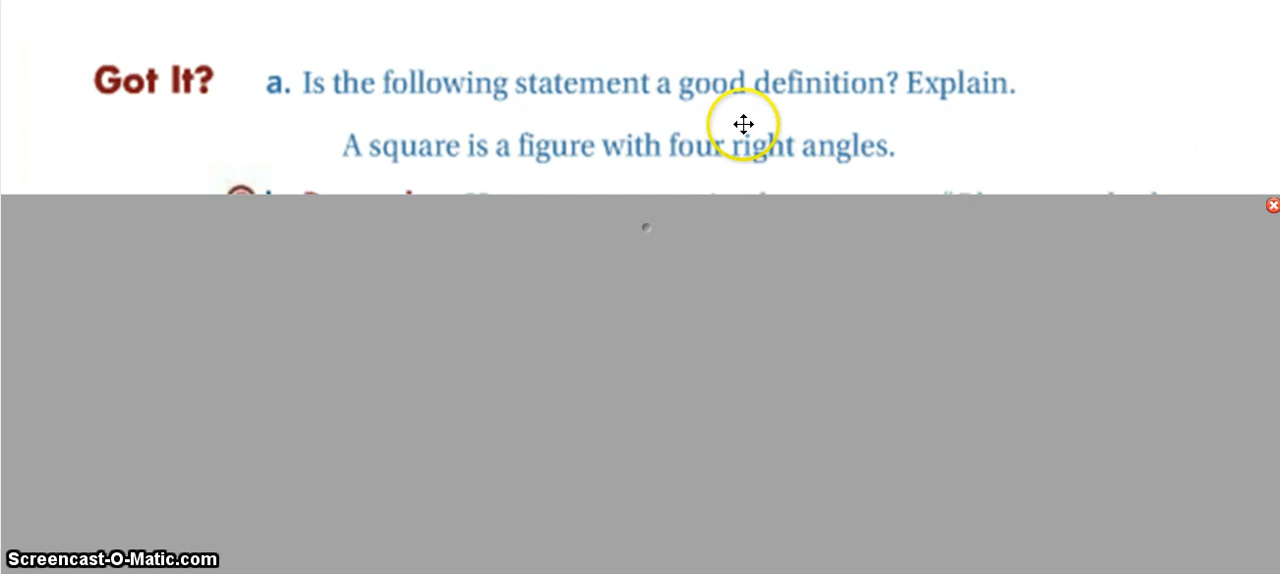 Got It? a. Is the following statement a good definition? Explain.
A square is a figure with four right angles.
Screencast-O-Matic.com